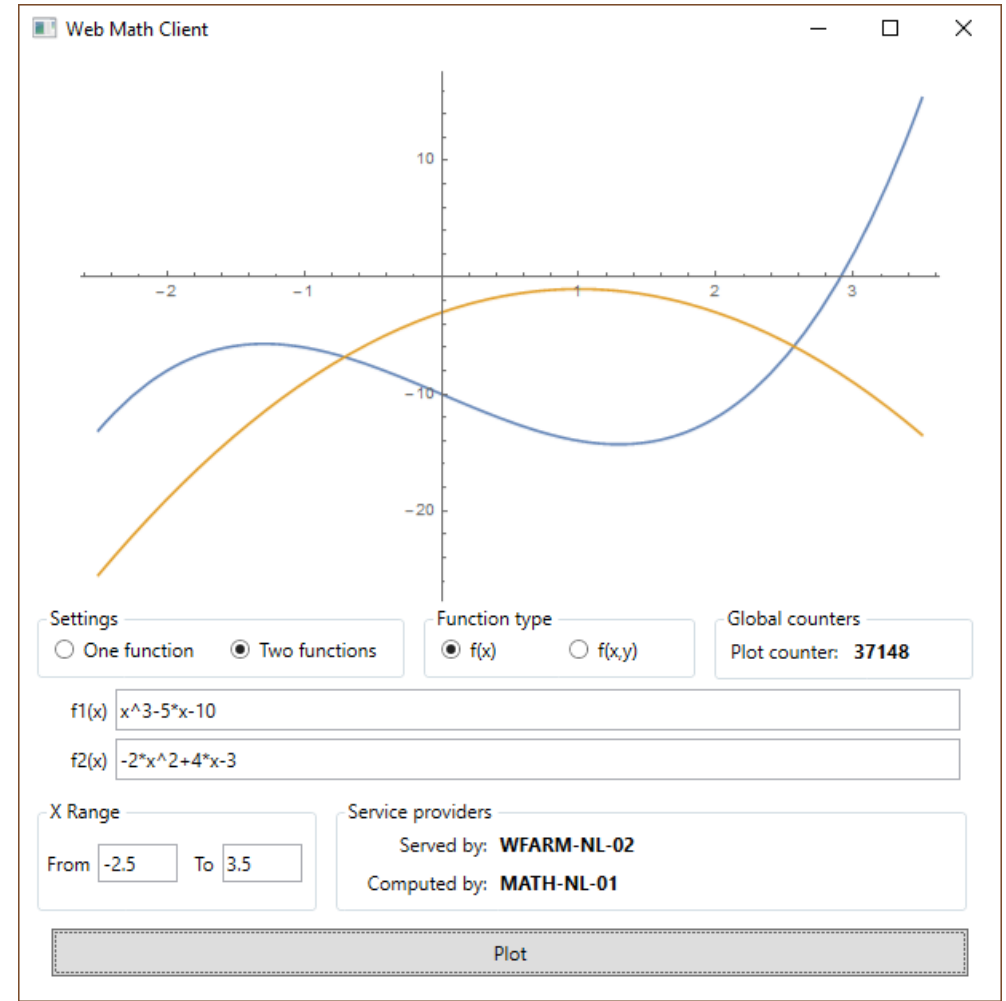 Web Math Client
10
−2 −1 1 2 3
−10
−20
Settings Function type Global counters
One function Two functions f(x) f(x,y) Plot counter: 37148
f1(x) x^3-5*x-10
f2(x) -2*x^2+4*x-3
X Range Service providers
Served by: WFARM-NL-02
From -2.5 To 3.5
Computed by: MATH-NL-01
Plot